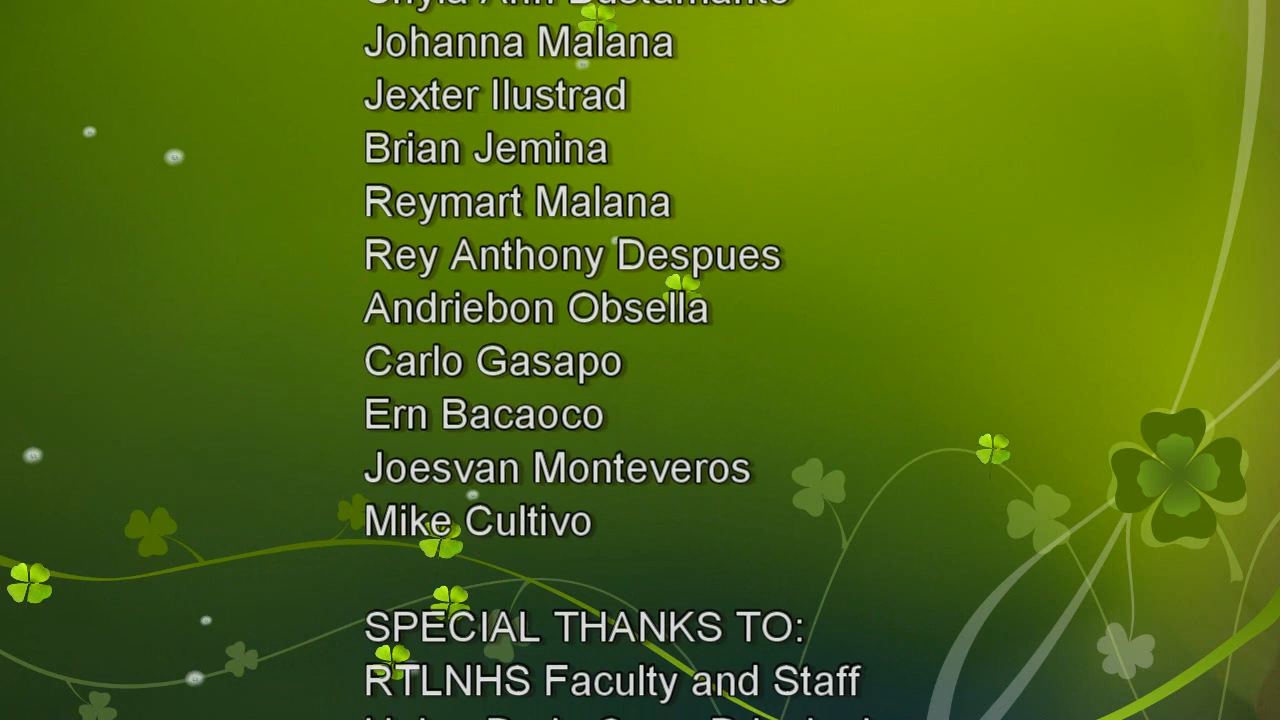 Johanna Malana
Jexter Ilustrad
Brian Jemina
Reymart Malana
Rey Anthony Despues
Andriebon Obsella
Carlo Gasapo
Ern Bacaoco
Joesvan Monteveros
Mike Cultivo
SPECIAL THANKS TO:
RTLNHS Faculty and Staff